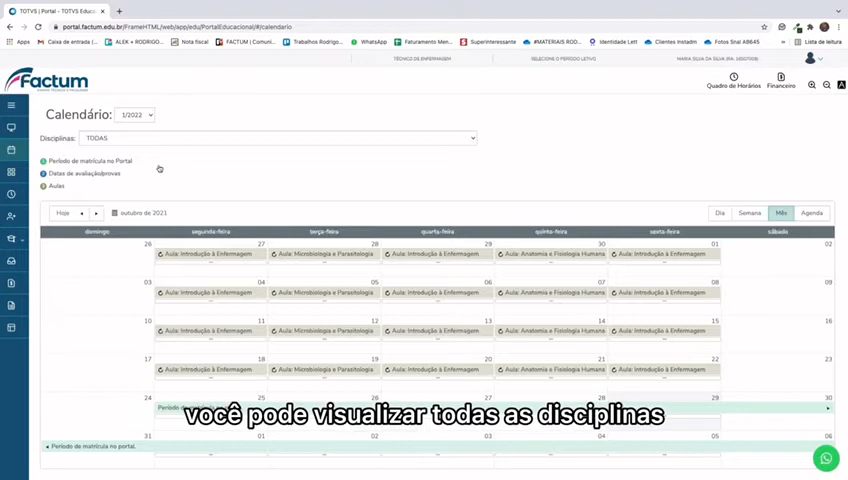 TOTVS | Portal - TOTVS Educa
portal.factum.edu.br/FrameHTML/web/app/edu/PortalEducacional/#/calendario
Apps Caixa de entrada (... ALEK + RODRIGO... Nota fiscal FACTUM | Comuni... Trabalhos Rodrigo... WhatsApp Faturamento Men... Superinteressante #MATERIAIS ROD... Identidade Lett Clientes Instadm Fotos Snal AB645 Lista de leitura
TÉCNICO DE ENFERMAGEM SELECIONE O PERÍODO LETIVO
Factum
Quadro de Horários Financeiro A
Calendário: 1/2022
Disciplinas: TODAS
Período de matrícula no Portal
Datas de avaliação/provas
Aulas
Hoje outubro de 2021 Dia Semana Mês Agenda
domingo segunda-feira terça-feira quarta-feira quinta-feira sexta-feira sábado
26 27 28 29 30 01 02
Aula: Introdução à Enfermagem Aula: Microbiologia e Parasitologia Aula: Introdução à Enfermagem Aula: Anatomia e Fisiologia Humana Aula: Introdução à Enfermagem
03 04 05 06 07 08 09
Aula: Introdução à Enfermagem Aula: Microbiologia e Parasitologia Aula: Introdução à Enfermagem Aula: Anatomia e Fisiologia Humana Aula: Introdução à Enfermagem
10 11 12 13 14 15 16
Aula: Introdução à Enfermagem Aula: Microbiologia e Parasitologia Aula: Introdução à Enfermagem Aula: Anatomia e Fisiologia Humana Aula: Introdução à Enfermagem
17 18 19 20 21 22 23
Aula: Introdução à Enfermagem Aula: Microbiologia e Parasitologia Aula: Introdução à Enfermagem Aula: Anatomia e Fisiologia Humana Aula: Introdução à Enfermagem
24 25 26 27 28 29 30
Período de
você pode visualizar todas as disciplinas
31 01 02 03 04 05 06
Período de matrícula no portal.